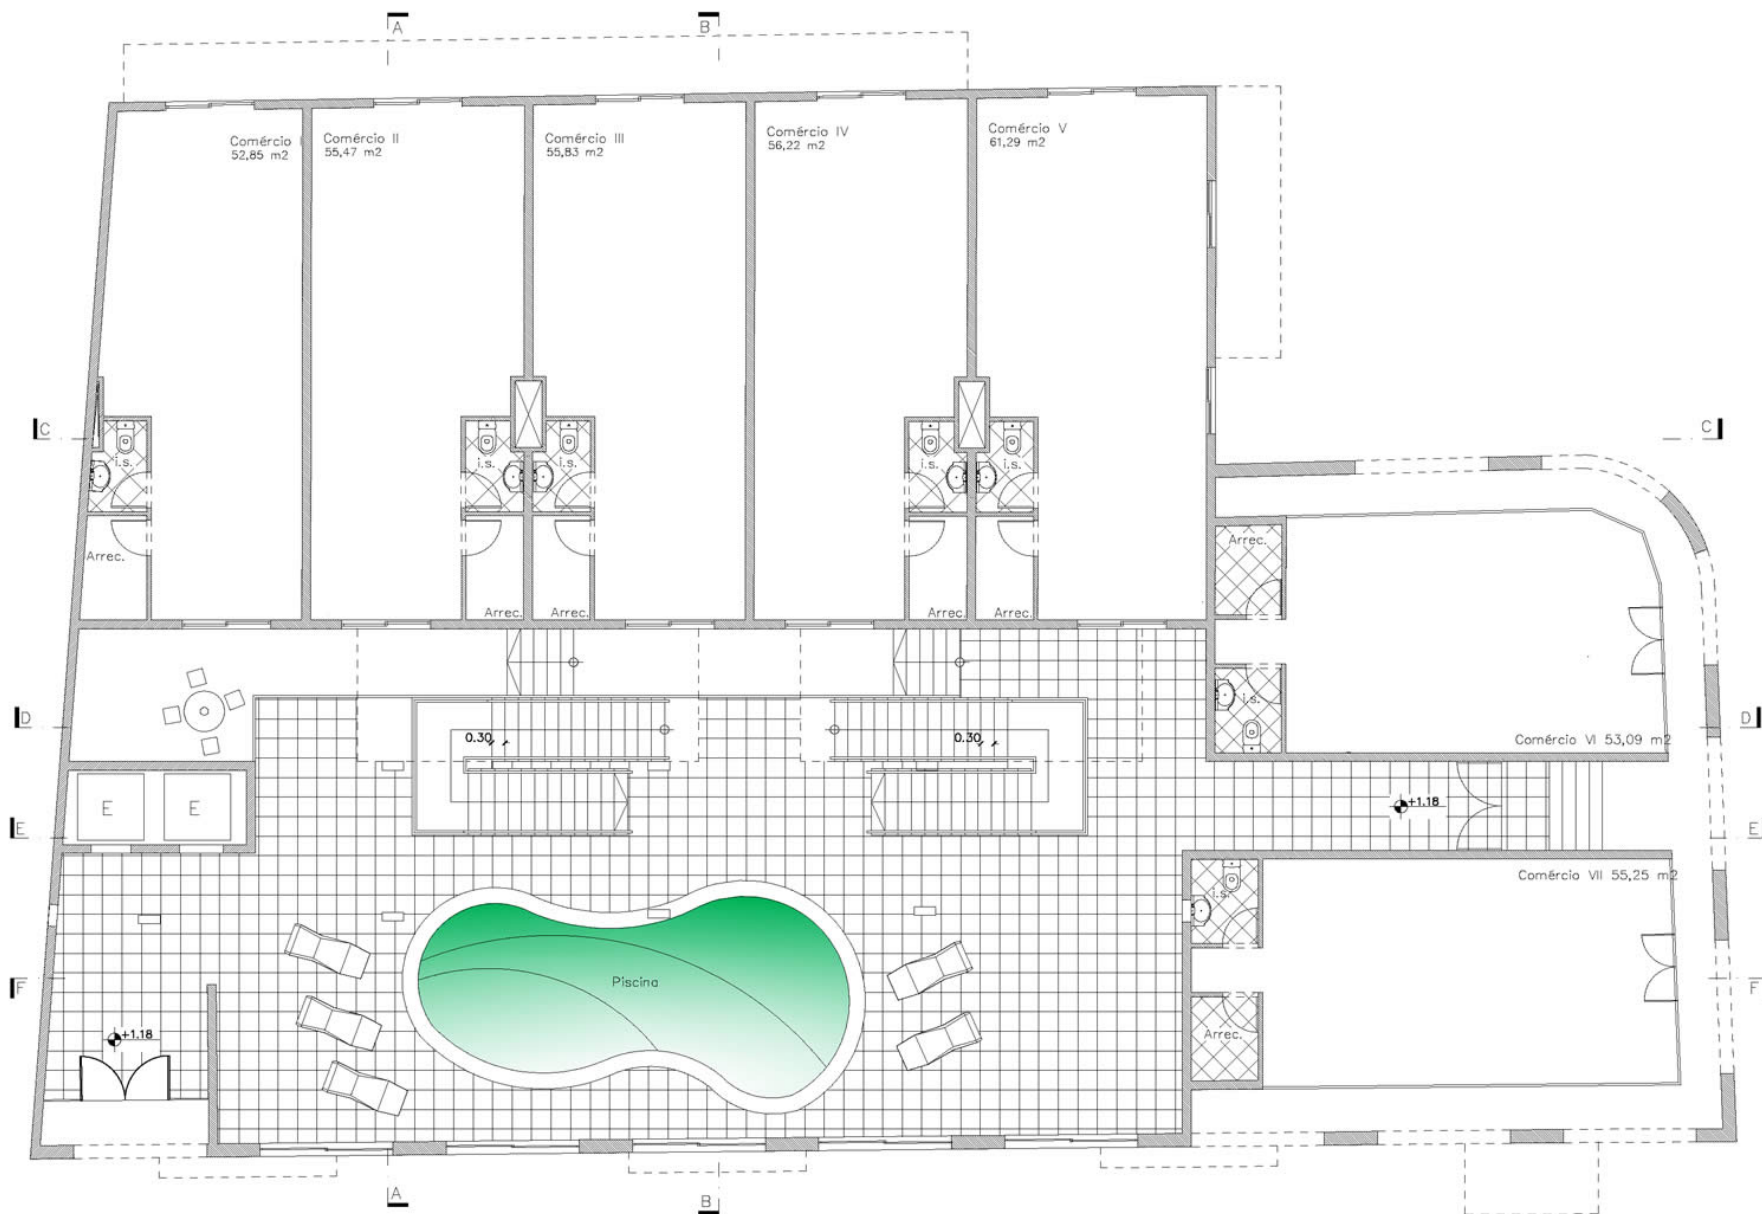 A
B
Comércio I
52,85 m2
Comércio II
55,47 m2
Comércio III
55,83 m2
Comércio IV
56,22 m2
Comércio V
61,29 m2
C
C
i.s.
i.s.
i.s.
i.s.
i.s.
Arrec.
Arrec.
Arrec.
Arrec.
Arrec.
Arrec.
i.s.
D
D
0.30
0.30
Comércio VI 53,09 m2
E
E
E
E
+1.18
Comércio VII 55,25 m2
i.s.
F
F
Piscina
+1.18
Arrec.
A
B